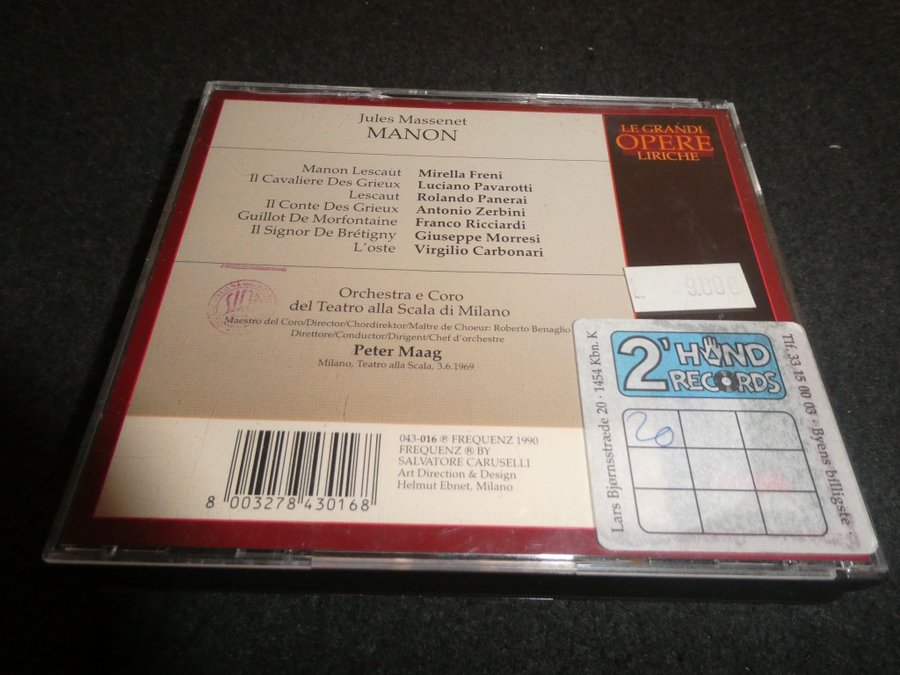 Jules Massenet
MANON
Manon Lescaut Mirella Freni
Il Cavaliere Des Grieux Luciano Pavarotti
Lescaut Rolando Panerai
Il Conte Des Grieux Antonio Zerbini
Guillot De Morfontaine Franco Ricciardi
Il Signor De Brétigny Giuseppe Morresi
L'oste Virgilio Carbonari
Orchestra e Coro
del Teatro alla Scala di Milano
Maestro del Coro/Director/Chordirektor/Maître de Choeur: Roberto Benaglio
Direttore/Conductor/Dirigent/Chef d'orchestre
Peter Maag
Milano, Teatro alla Scala, 3.6.1969
043-016 ℗ FREQUENZ 1990
FREQUENZ ® BY
SALVATORE CARUSELLI
Art Direction & Design
Helmut Ebnet, Milano
8 003278 430168
LE GRANDI
OPERE
LIRICHE
2' HAND
RECORDS
20
Lars Bjørnsstræde 20 · 1454 Kbn. K
Tlf. 33 15 00 03 · Byens billigste